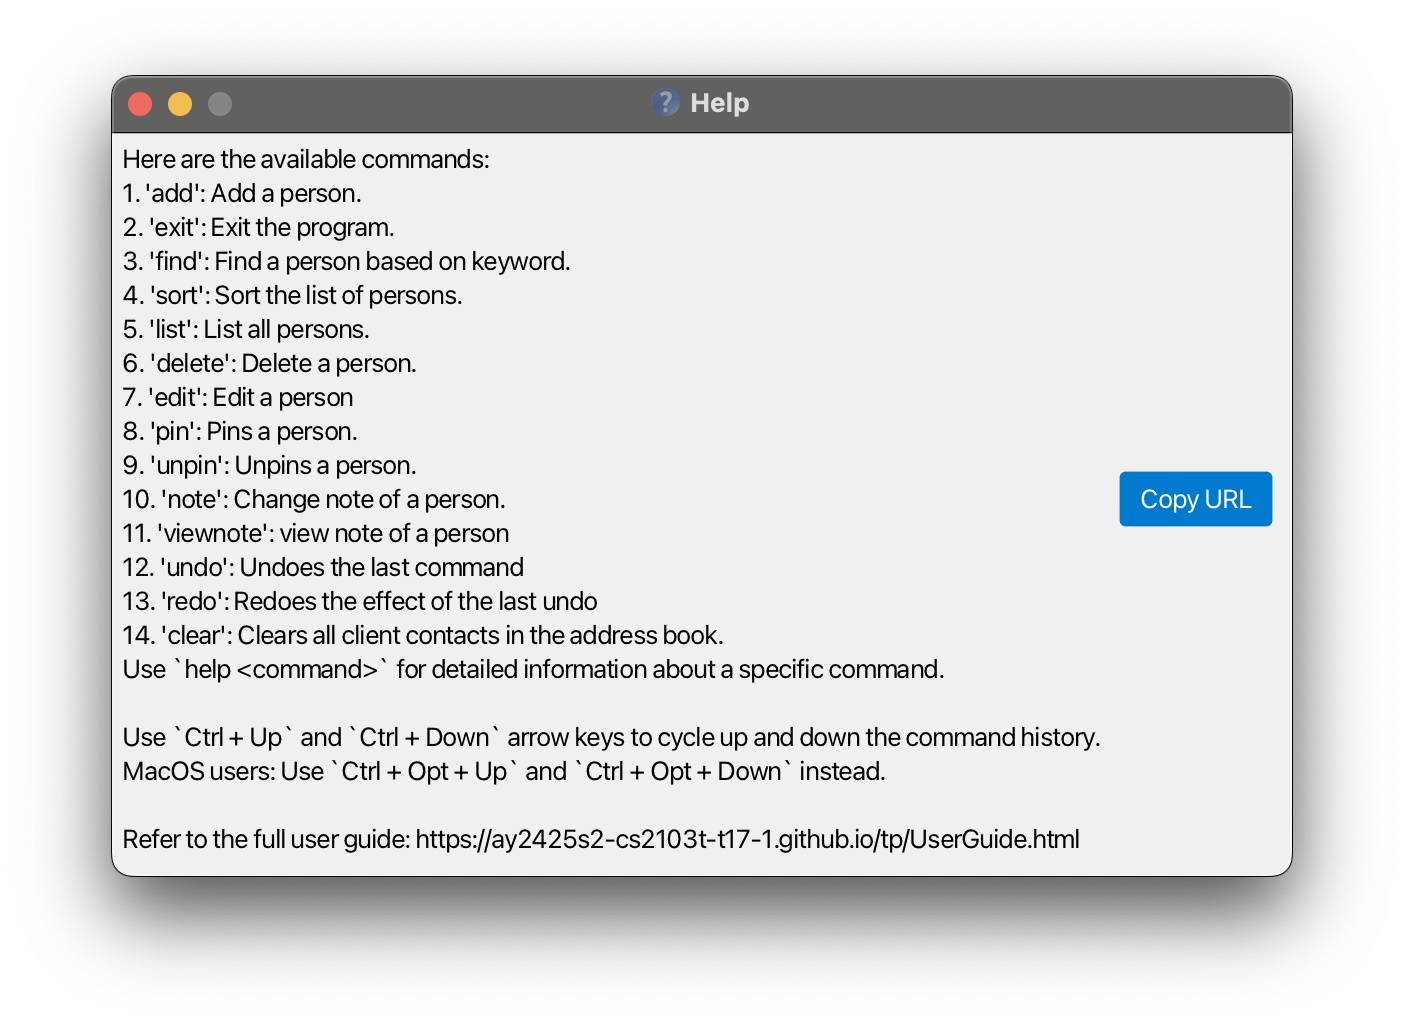 Help
Here are the available commands:
1. 'add': Add a person.
2. 'exit': Exit the program.
3. 'find': Find a person based on keyword.
4. 'sort': Sort the list of persons.
5. 'list': List all persons.
6. 'delete': Delete a person.
7. 'edit': Edit a person
8. 'pin': Pins a person.
9. 'unpin': Unpins a person.
10. 'note': Change note of a person.
Copy URL
11. 'viewnote': view note of a person
12. 'undo': Undoes the last command
13. 'redo': Redoes the effect of the last undo
14. 'clear': Clears all client contacts in the address book.
Use `help <command>` for detailed information about a specific command.
Use `Ctrl + Up` and `Ctrl + Down` arrow keys to cycle up and down the command history.
MacOS users: Use `Ctrl + Opt + Up` and `Ctrl + Opt + Down` instead.
Refer to the full user guide: https://ay2425s2-cs2103t-t17-1.github.io/tp/UserGuide.html